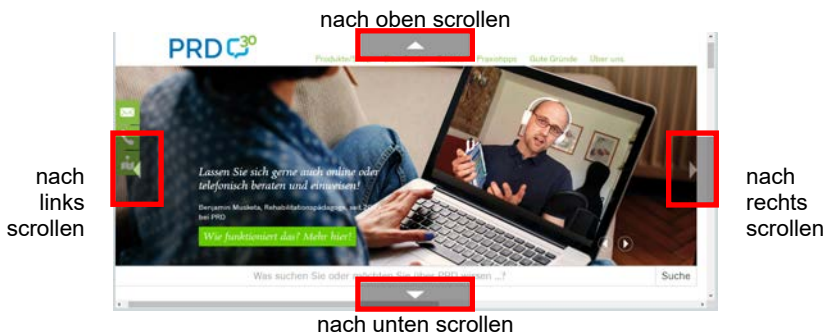 nach oben scrollen
PRD 30
Produkte Praxistipps Gute Gründe Über uns
nach
links
scrollen
Lassen Sie sich gerne auch online oder
telefonisch beraten und einweisen!
Benjamin Musketa, Rehabilitationspädagoge, seit
bei PRD
Wie funktioniert das? Mehr hier!
nach
rechts
scrollen
Was suchen Sie oder möchten Sie über PRD wissen ...?
Suche
nach unten scrollen